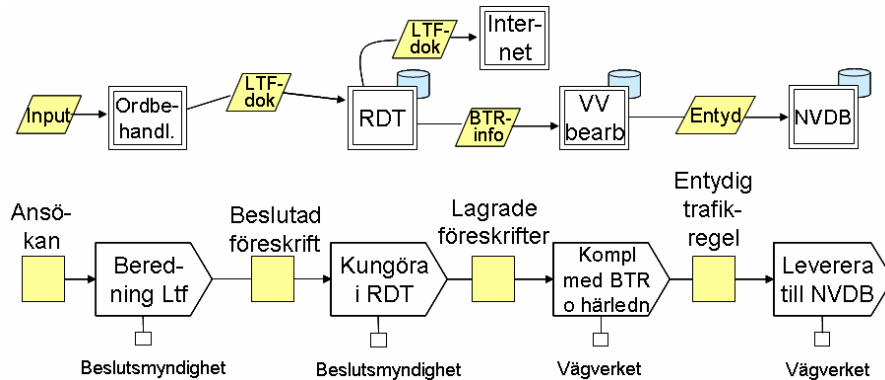 LTF-
dok
Inter-
net
Input
Ordbe-
handl.
LTF-
dok
RDT
BTR-
info
VV
bearb
Entyd
NVDB
Ansö-
kan
Beslutad
föreskrift
Lagrade
föreskrifter
Entydig
trafik-
regel
Bered-
ning Ltf
Kungöra
i RDT
Kompl
med BTR
o härledn
Leverera
till NVDB
Beslutsmyndighet
Beslutsmyndighet
Vägverket
Vägverket